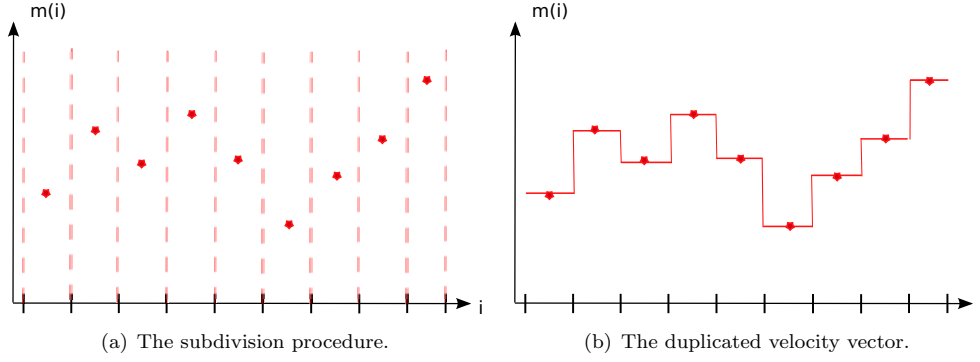 m(i)
i
(a) The subdivision procedure.
m(i)
(b) The duplicated velocity vector.